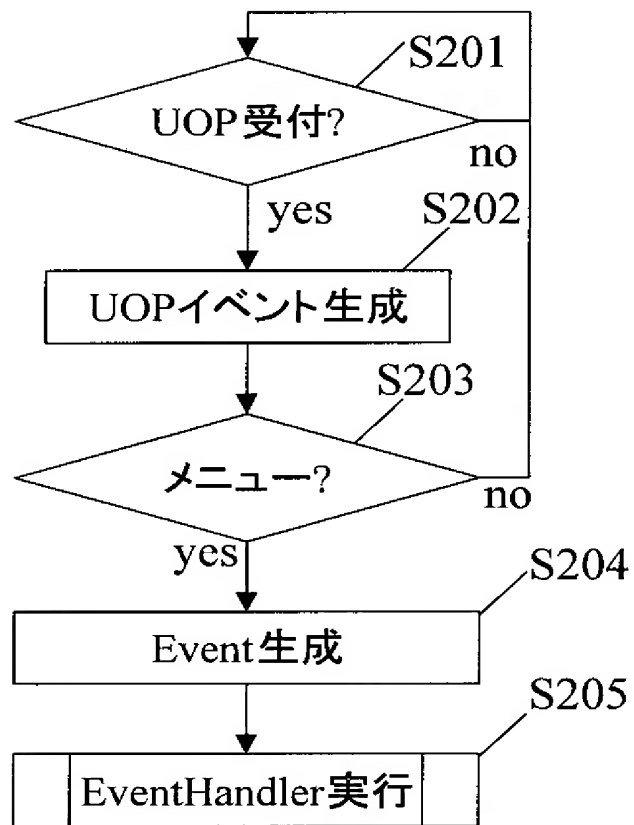 S201
UOP受付?
no
yes
S202
UOPイベント生成
S203
メニュー?
no
yes
S204
Event生成
S205
EventHandler実行